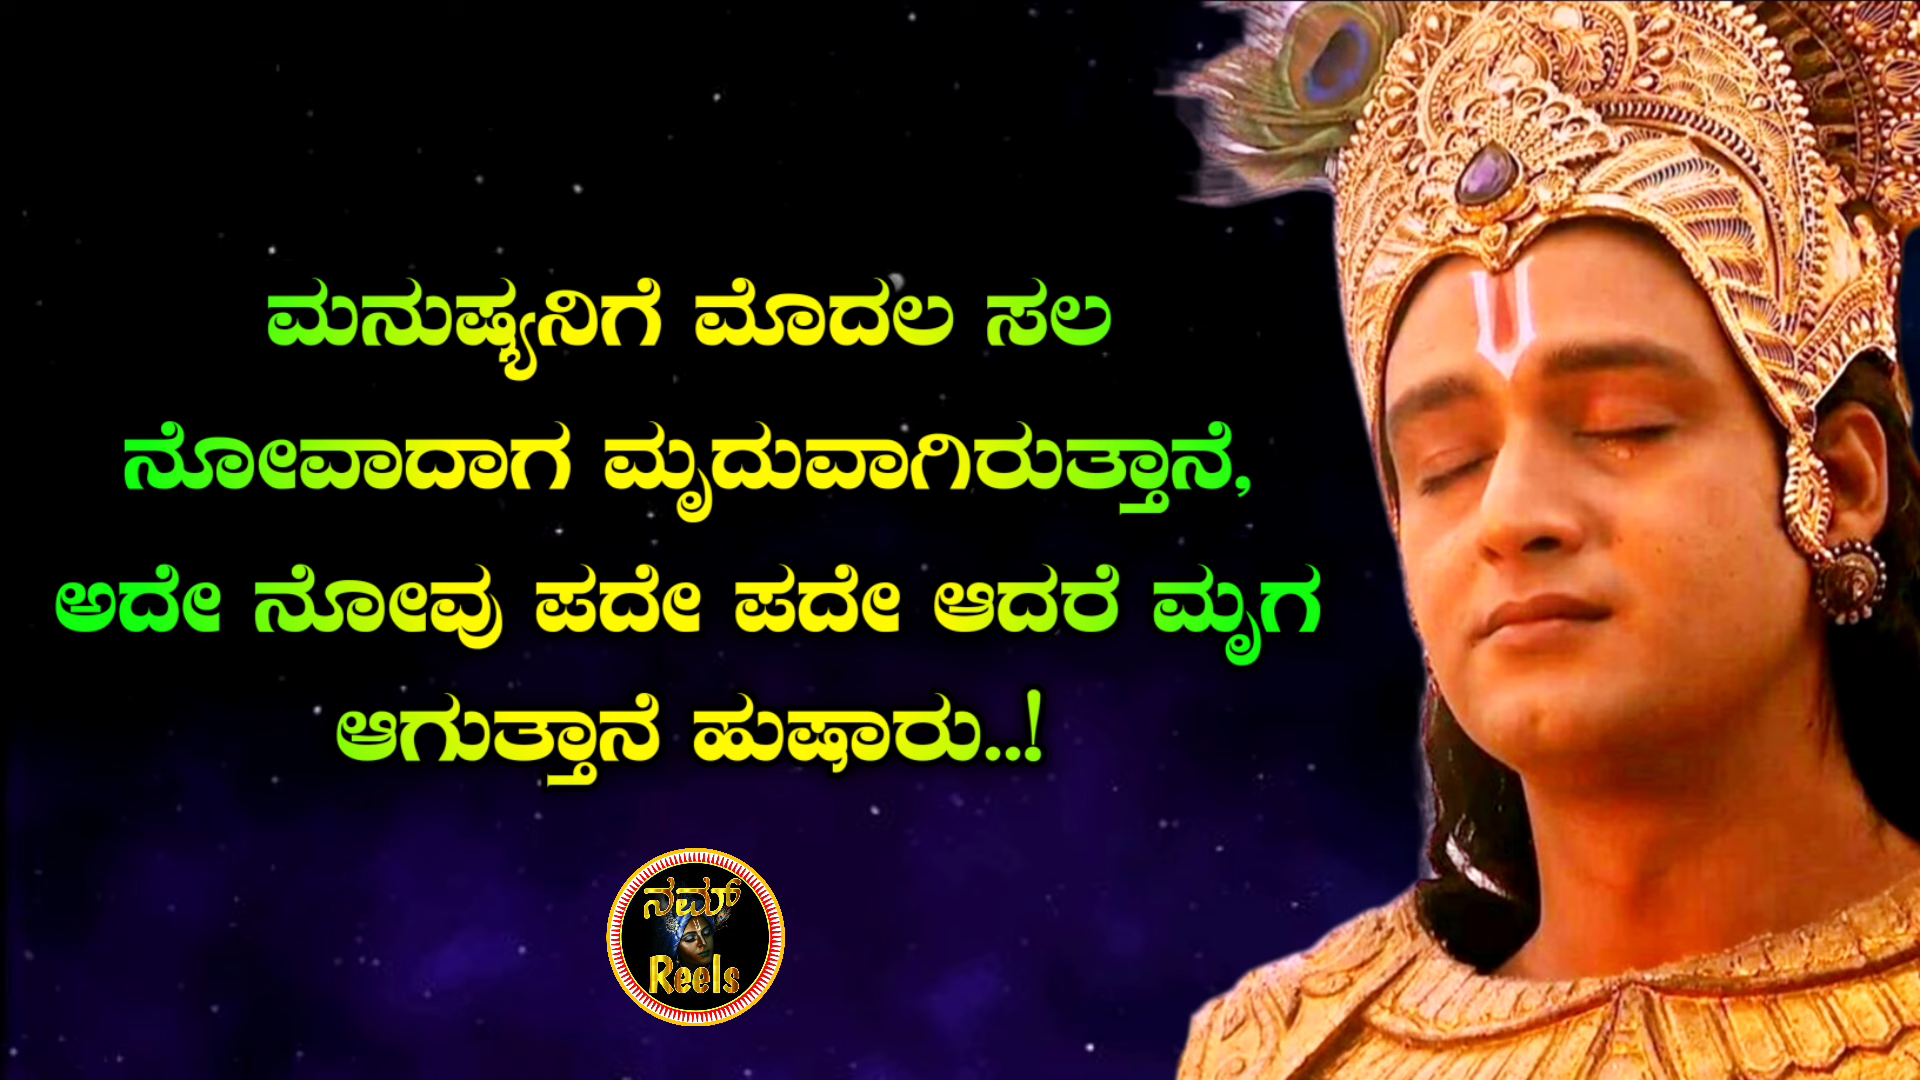 ಮನುಷ್ಯನಿಗೆ ಮೊದಲ ಸಲ
ನೋವಾದಾಗ ಮೃದುವಾಗಿರುತ್ತಾನೆ,
ಅದೇ ನೋವು ಪದೇ ಪದೇ ಆದರೆ ಮೃಗ
ಆಗುತ್ತಾನೆ ಹುಷಾರು..!
ನಮ್
Reels